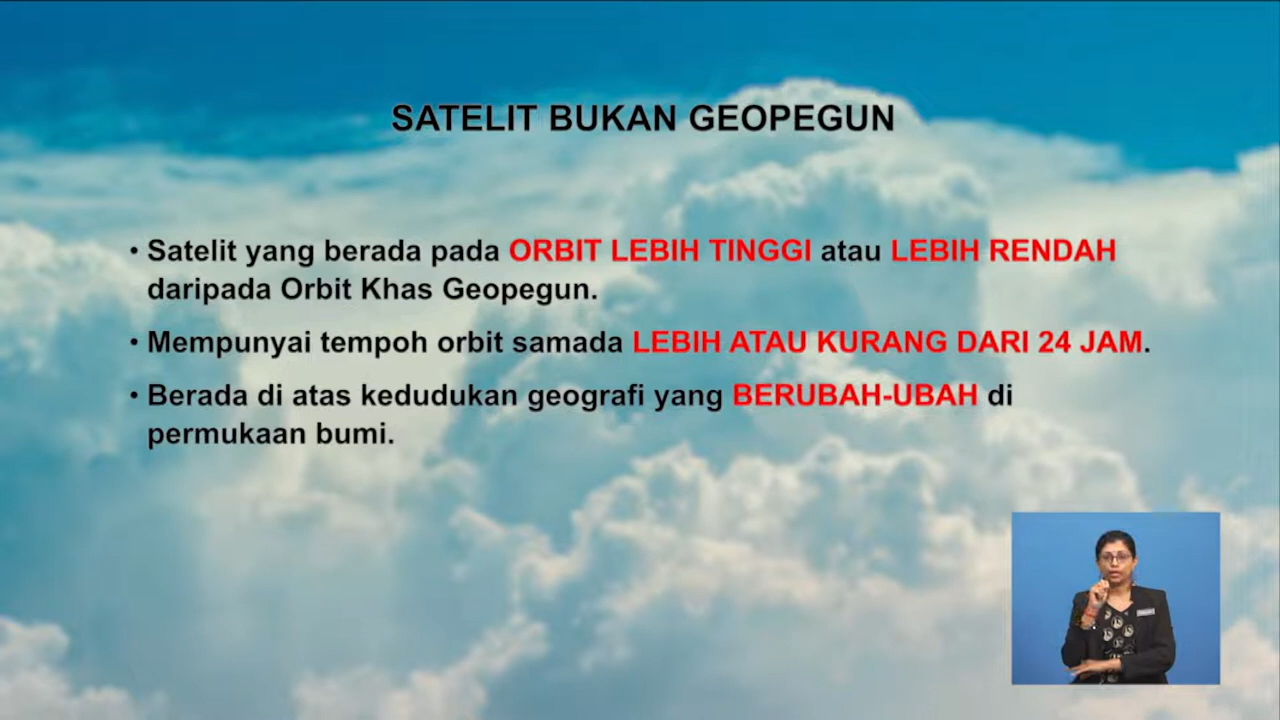 SATELIT BUKAN GEOPEGUN
• Satelit yang berada pada ORBIT LEBIH TINGGI atau LEBIH RENDAH
daripada Orbit Khas Geopegun.
• Mempunyai tempoh orbit samada LEBIH ATAU KURANG DARI 24 JAM.
• Berada di atas kedudukan geografi yang BERUBAH-UBAH di
permukaan bumi.